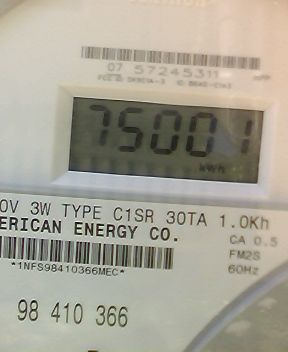 07 57245311
75001
kWh
0V 3W TYPE C1SR 30TA 1.0Kh
ERICAN ENERGY CO.
CA 0.5
*1NFS98410366MEC*
FM2S
60Hz
98 410 366